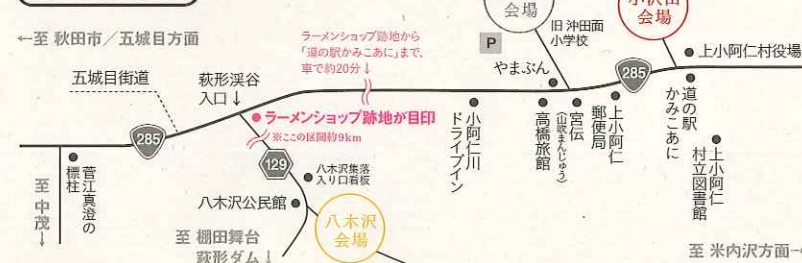 会場
小沢田
会場
←至 秋田市／五城目方面
ラーメンショップ跡地から
「道の駅かみこあに」まで、
車で約20分↓
P
旧 沖田面
小学校
上小阿仁村役場
五城目街道
萩形渓谷
入口↓
やまぶん
285
●ラーメンショップ跡地が目印
※ここの区間約9km
285
129
小阿仁川
ドライブイン
高橋旅館
宮伝
(山吹まんじゅう)
上小阿仁
郵便局
道の駅
かみこあに
上小阿仁
村立図書館
菅江真澄の
標柱
至 中茂↓
八木沢集落
入り口看板
八木沢公民館
八木沢
会場
至 棚田舞台
萩形ダム↓
至 米内沢方面→